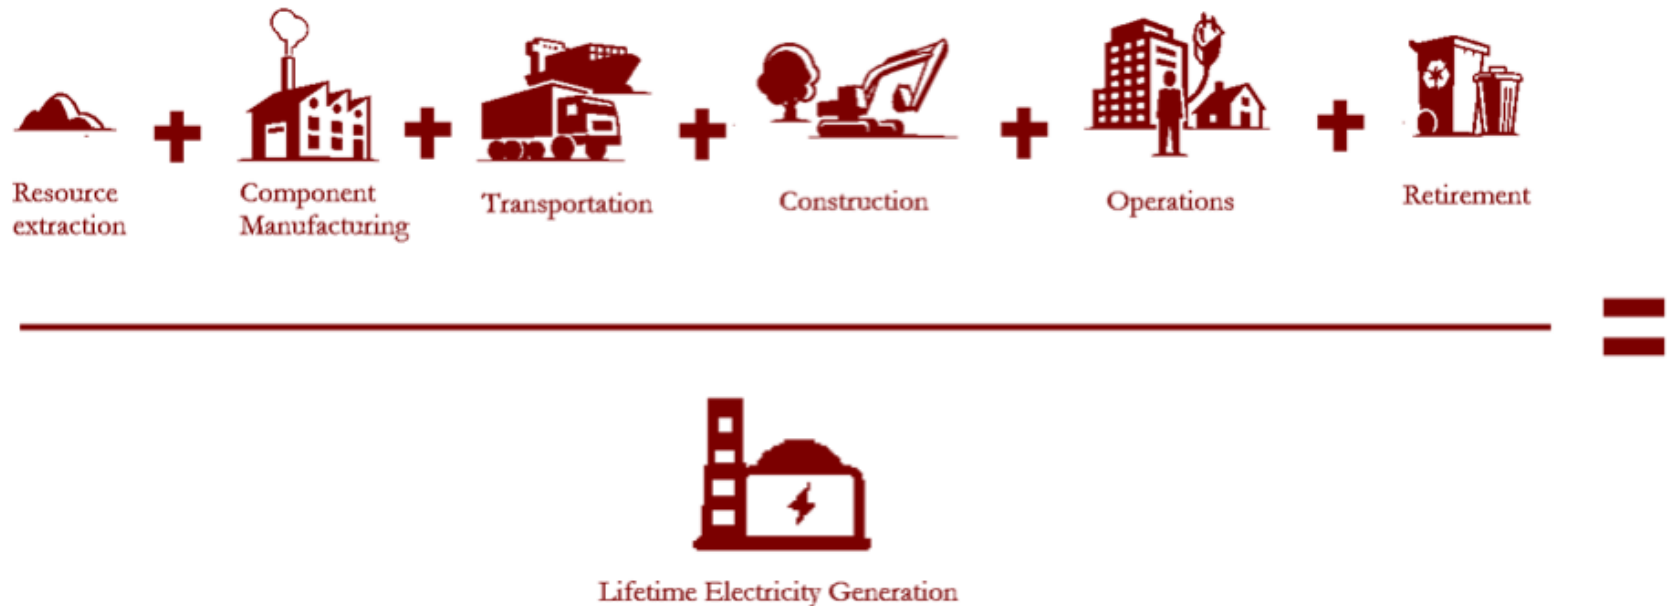 Resource
extraction
Component
Manufacturing
Transportation
Construction
Operations
Retirement
Lifetime Electricity Generation